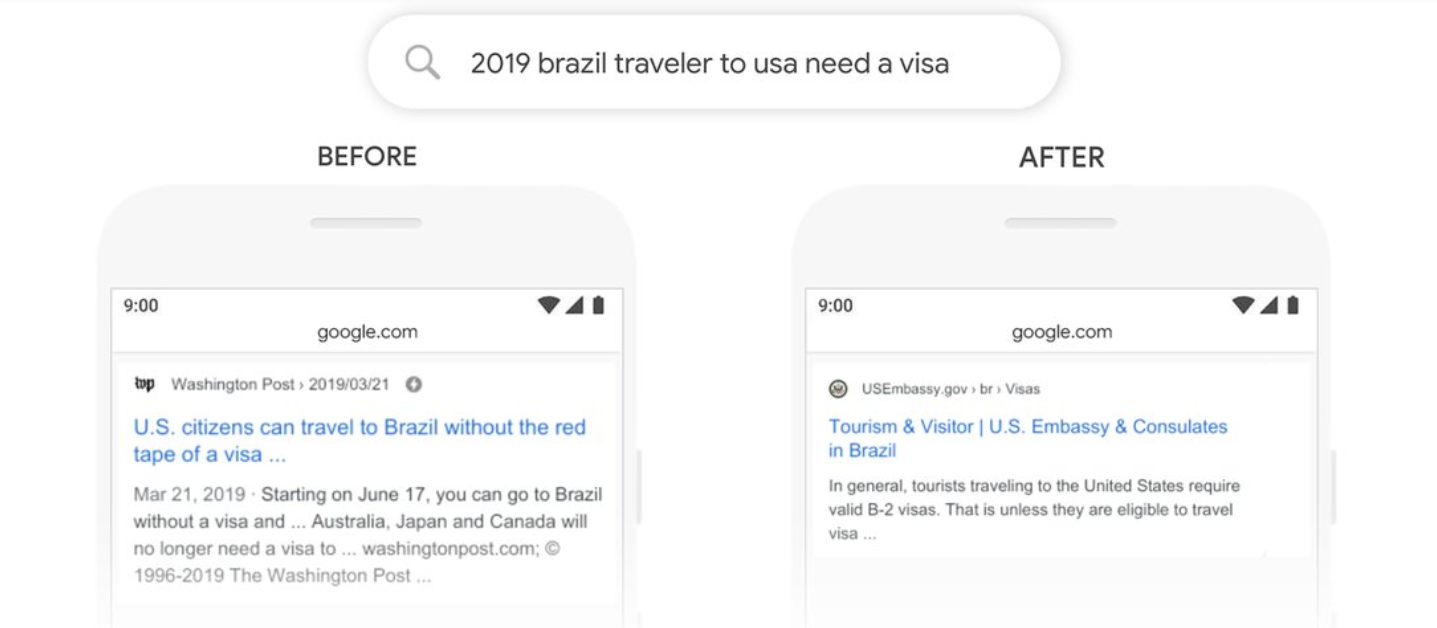 2019 brazil traveler to usa need a visa
BEFORE
9:00
google.com
wp Washington Post › 2019/03/21
U.S. citizens can travel to Brazil without the red
tape of a visa ...
Mar 21, 2019 · Starting on June 17, you can go to Brazil
without a visa and ... Australia, Japan and Canada will
no longer need a visa to ... washingtonpost.com; ©
1996-2019 The Washington Post ...
AFTER
9:00
google.com
USEmbassy.gov › br › Visas
Tourism & Visitor | U.S. Embassy & Consulates
in Brazil
In general, tourists traveling to the United States require
valid B-2 visas. That is unless they are eligible to travel
visa ...